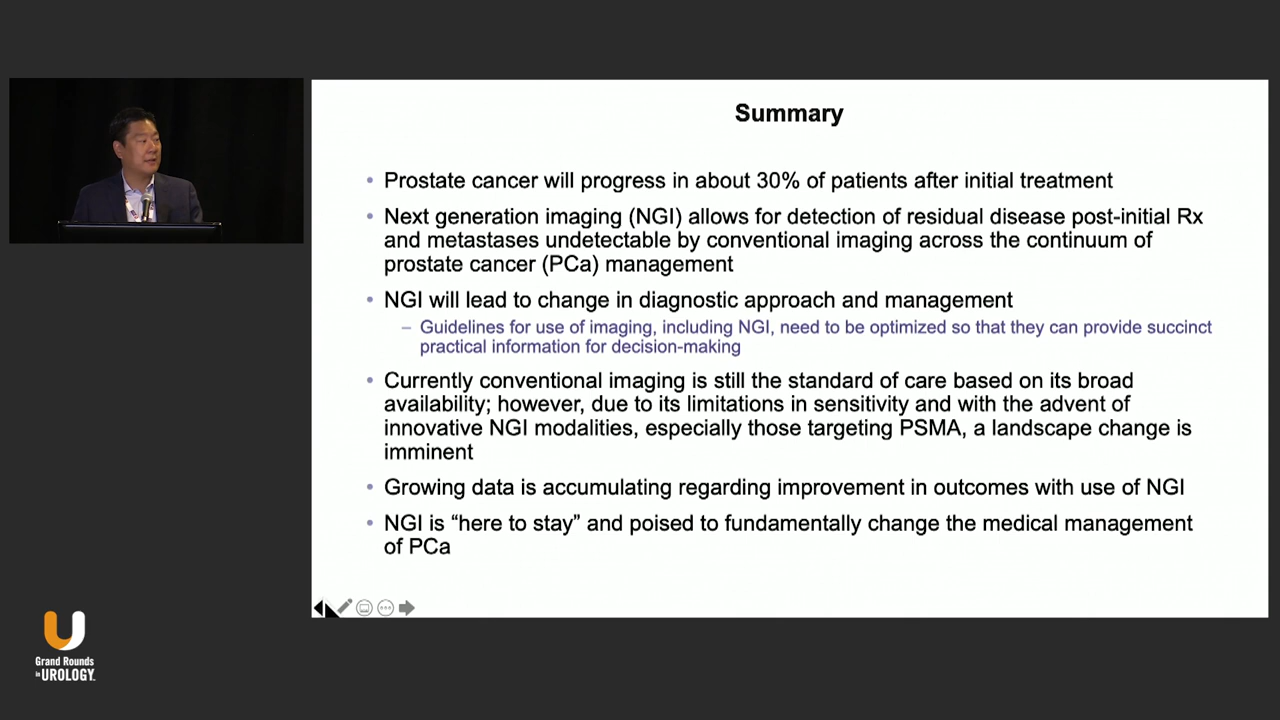 Summary
• Prostate cancer will progress in about 30% of patients after initial treatment
• Next generation imaging (NGI) allows for detection of residual disease post-initial Rx
and metastases undetectable by conventional imaging across the continuum of
prostate cancer (PCa) management
• NGI will lead to change in diagnostic approach and management
– Guidelines for use of imaging, including NGI, need to be optimized so that they can provide succinct
practical information for decision-making
• Currently conventional imaging is still the standard of care based on its broad
availability; however, due to its limitations in sensitivity and with the advent of
innovative NGI modalities, especially those targeting PSMA, a landscape change is
imminent
• Growing data is accumulating regarding improvement in outcomes with use of NGI
• NGI is “here to stay” and poised to fundamentally change the medical management
of PCa
Grand Rounds
in UROLOGY